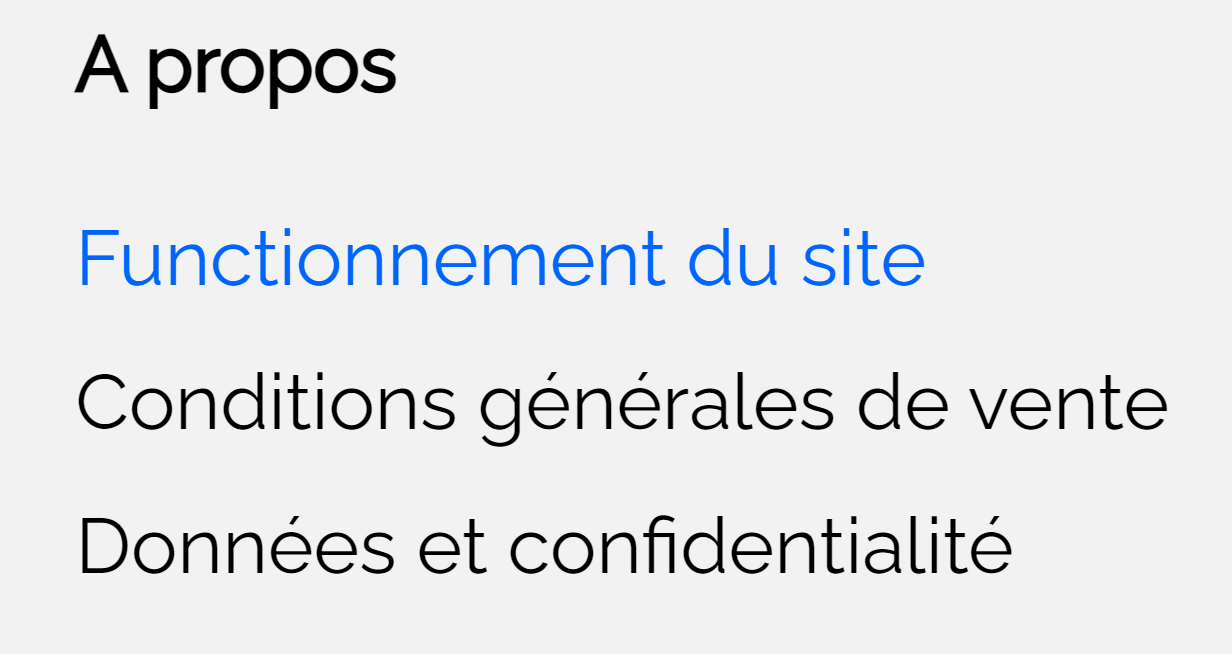 A propos
Functionnement du site
Conditions générales de vente
Données et confidentialité